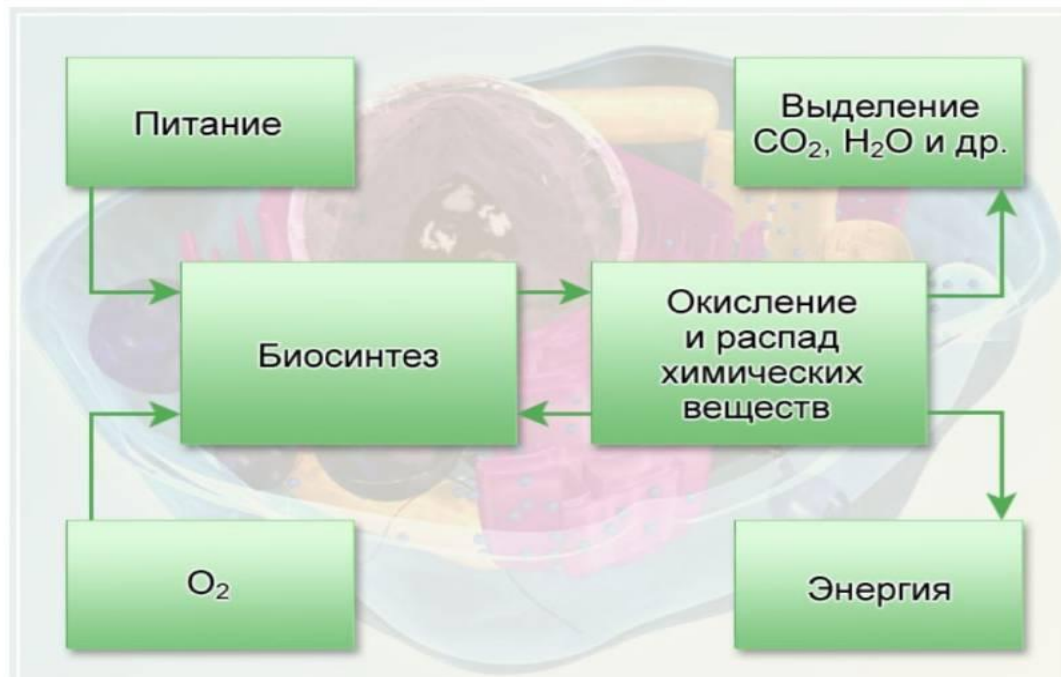 Питание
Выделение
CO₂, H₂O и др.
Биосинтез
Окисление
и распад
химических
веществ
O₂
Энергия